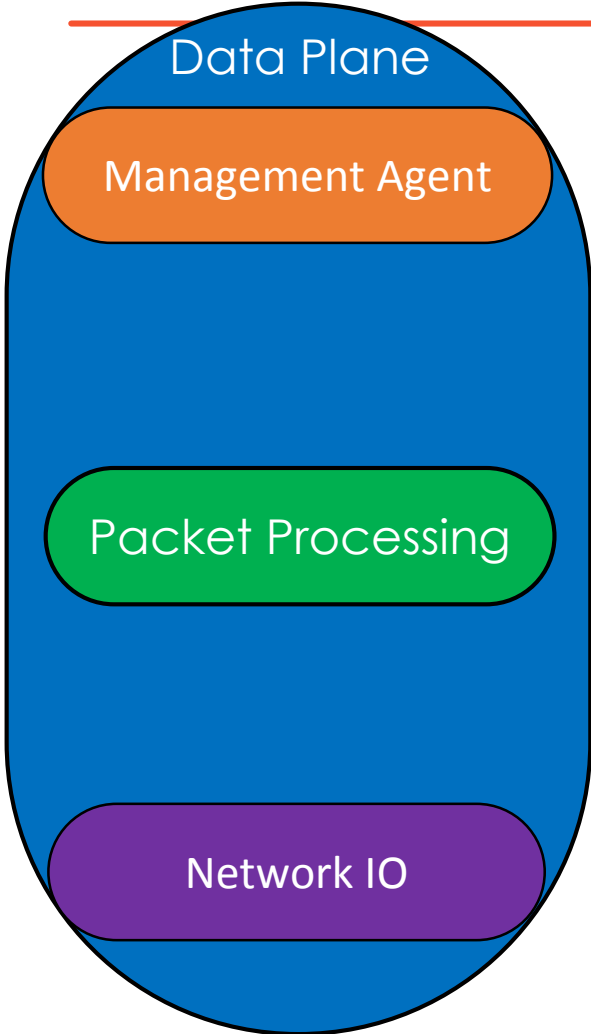 Data Plane
Management Agent
Packet Processing
Network IO